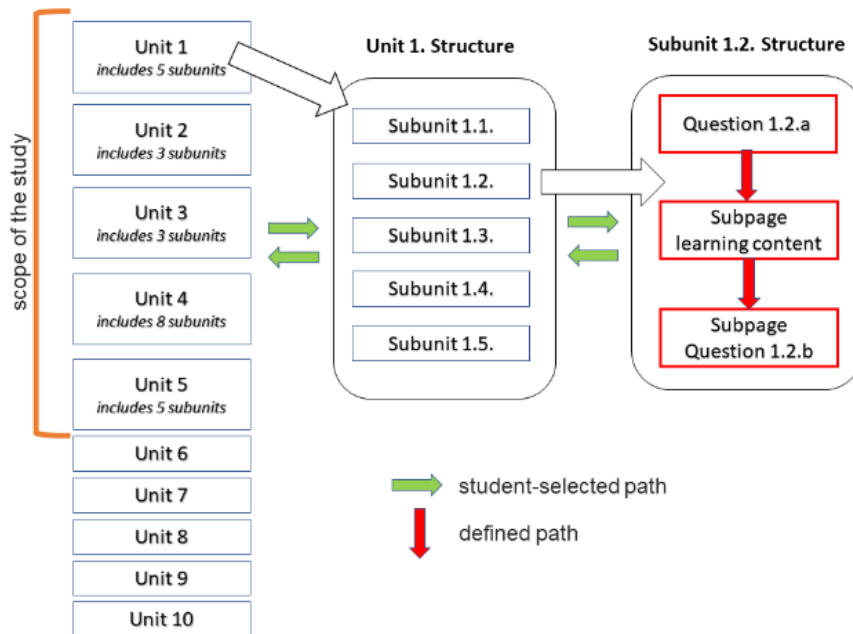 scope of the study
Unit 1
includes 5 subunits
Unit 2
includes 3 subunits
Unit 3
includes 3 subunits
Unit 4
includes 8 subunits
Unit 5
includes 5 subunits
Unit 6
Unit 7
Unit 8
Unit 9
Unit 10
Unit 1. Structure
Subunit 1.1.
Subunit 1.2.
Subunit 1.3.
Subunit 1.4.
Subunit 1.5.
Subunit 1.2. Structure
Question 1.2.a
Subpage
learning content
Subpage
Question 1.2.b
student-selected path
defined path